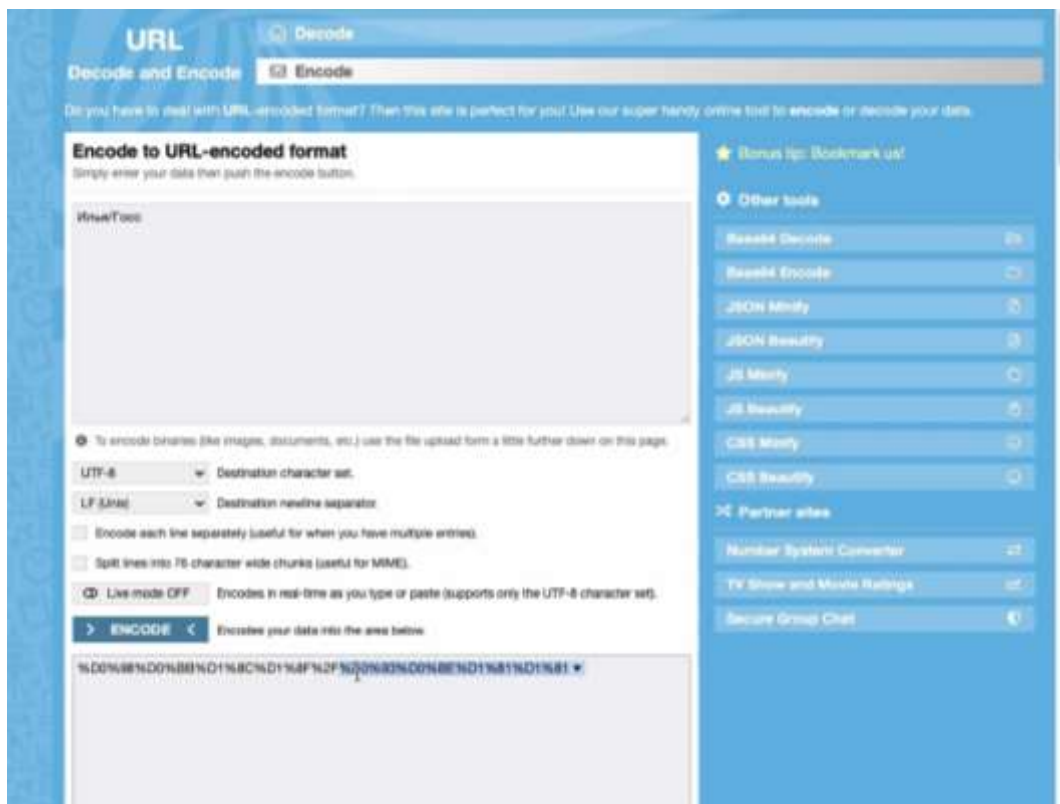 URL
Decode and Encode
Decode
Encode
Do you have to deal with URL-encoded format? Then this site is perfect for you! Use our super handy online tool to encode or decode your data.
Encode to URL-encoded format
Simply enter your data then push the encode button.
Илья/Госс
To encode binaries (like images, documents, etc.) use the file upload form a little further down on this page.
UTF-8 Destination character set.
LF (Unix) Destination newline separator.
Encode each line separately (useful for when you have multiple entries).
Split lines into 76 character wide chunks (useful for MIME).
Live mode OFF Encodes in real-time as you type or paste (supports only the UTF-8 character set).
> ENCODE < Encodes your data into the area below.
%D0%98%D0%BB%D1%8C%D1%8F%2F%D0%93%D0%BE%D1%81%D1%81
Bonus tip: Bookmark us!
Other tools
Base64 Decode
Base64 Encode
JSON Minify
JSON Beautify
JS Minify
JS Beautify
CSS Minify
CSS Beautify
Partner sites
Number System Converter
TV Show and Movie Ratings
Secure Group Chat